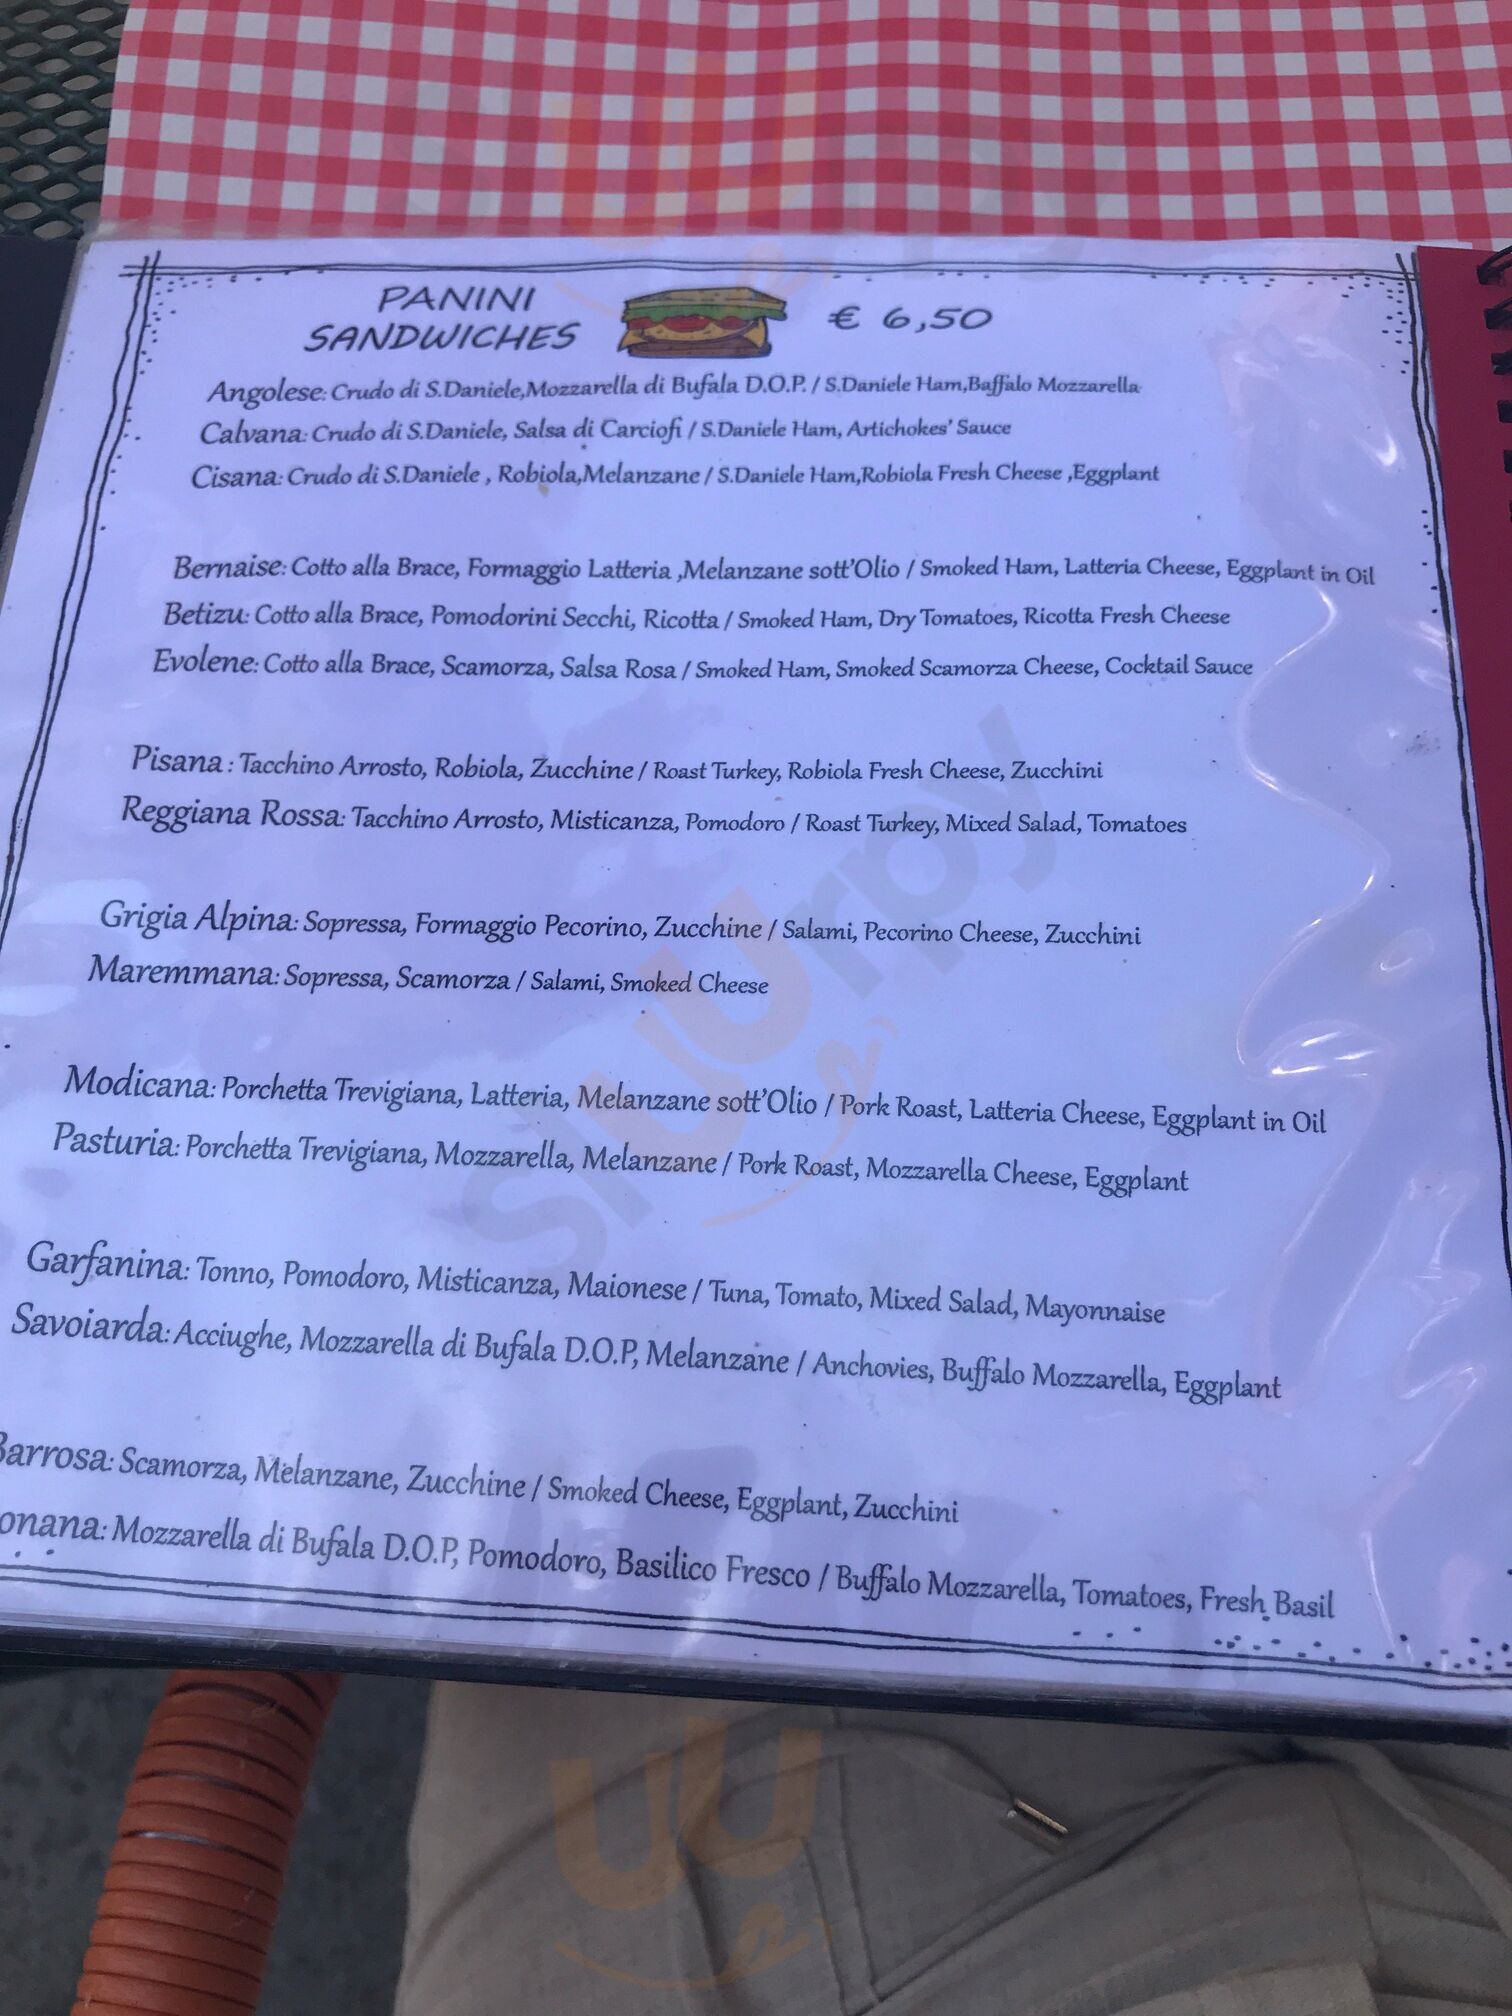 PANINI
SANDWICHES
€ 6,50
Angolese: Crudo di S.Daniele,Mozzarella di Bufala D.O.P. / S.Daniele Ham,Baffalo Mozzarella
Calvana: Crudo di S.Daniele, Salsa di Carciofi / S.Daniele Ham, Artichokes' Sauce
Cisana: Crudo di S.Daniele , Robiola,Melanzane / S.Daniele Ham,Robiola Fresh Cheese ,Eggplant
Bernaise: Cotto alla Brace, Formaggio Latteria ,Melanzane sott'Olio / Smoked Ham, Latteria Cheese, Eggplant in Oil
Betizu: Cotto alla Brace, Pomodorini Secchi, Ricotta / Smoked Ham, Dry Tomatoes, Ricotta Fresh Cheese
Evolene: Cotto alla Brace, Scamorza, Salsa Rosa / Smoked Ham, Smoked Scamorza Cheese, Cocktail Sauce
Pisana : Tacchino Arrosto, Robiola, Zucchine / Roast Turkey, Robiola Fresh Cheese, Zucchini
Reggiana Rossa: Tacchino Arrosto, Misticanza, Pomodoro / Roast Turkey, Mixed Salad, Tomatoes
Grigia Alpina: Sopressa, Formaggio Pecorino, Zucchine / Salami, Pecorino Cheese, Zucchini
Maremmana: Sopressa, Scamorza / Salami, Smoked Cheese
Modicana: Porchetta Trevigiana, Latteria, Melanzane sott'Olio / Pork Roast, Latteria Cheese, Eggplant in Oil
Pasturia: Porchetta Trevigiana, Mozzarella, Melanzane / Pork Roast, Mozzarella Cheese, Eggplant
Garfanina: Tonno, Pomodoro, Misticanza, Maionese / Tuna, Tomato, Mixed Salad, Mayonnaise
Savoiarda: Acciughe, Mozzarella di Bufala D.O.P, Melanzane / Anchovies, Buffalo Mozzarella, Eggplant
Barrosa: Scamorza, Melanzane, Zucchine / Smoked Cheese, Eggplant, Zucchini
onana: Mozzarella di Bufala D.O.P, Pomodoro, Basilico Fresco / Buffalo Mozzarella, Tomatoes, Fresh Basil
slUurpy